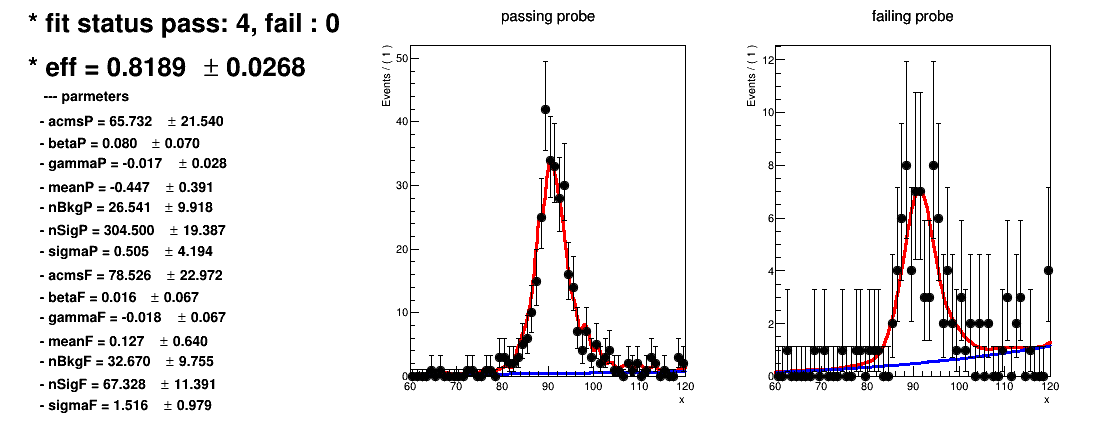 * fit status pass: 4, fail : 0
* eff = 0.8189 ± 0.0268
--- parmeters
- acmsP = 65.732 ± 21.540
- betaP = 0.080 ± 0.070
- gammaP = -0.017 ± 0.028
- meanP = -0.447 ± 0.391
- nBkgP = 26.541 ± 9.918
- nSigP = 304.500 ± 19.387
- sigmaP = 0.505 ± 4.194
- acmsF = 78.526 ± 22.972
- betaF = 0.016 ± 0.067
- gammaF = -0.018 ± 0.067
- meanF = 0.127 ± 0.640
- nBkgF = 32.670 ± 9.755
- nSigF = 67.328 ± 11.391
- sigmaF = 1.516 ± 0.979
passing probe
Events / ( 1 )
50
40
30
20
10
0
60 70 80 90 100 110 120
x
failing probe
Events / ( 1 )
12
10
8
6
4
2
0
60 70 80 90 100 110 120
x